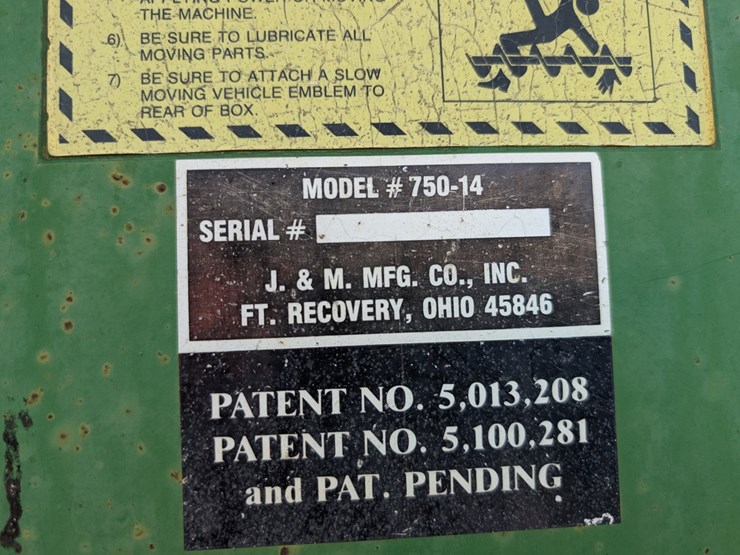 THE MACHINE.
6) BE SURE TO LUBRICATE ALL
MOVING PARTS.
7) BE SURE TO ATTACH A SLOW
MOVING VEHICLE EMBLEM TO
REAR OF BOX.
MODEL # 750-14
SERIAL #
J. & M. MFG. CO., INC.
FT. RECOVERY, OHIO 45846
PATENT NO. 5,013,208
PATENT NO. 5,100,281
and PAT. PENDING